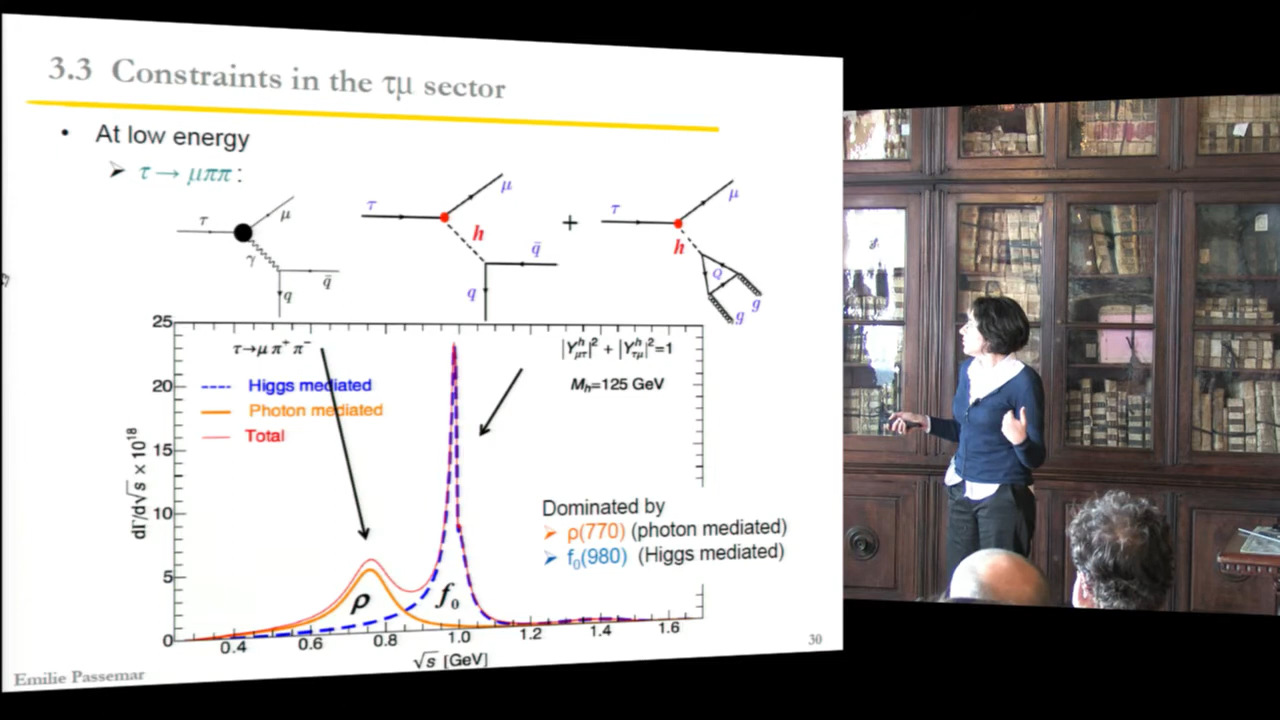 3.3 Constraints in the τμ sector
• At low energy
➤ τ → μππ :
τ
μ
γ
q̄
q
τ
μ
h
q̄
q
+
τ
μ
h
Q
g
g
25
20
15
10
5
0
dΓ/d√s × 10^18
τ→μ π⁺ π⁻
Higgs mediated
Photon mediated
Total
|Y^h_μτ|² + |Y^h_τμ|²=1
M_h=125 GeV
Dominated by
➤ ρ(770) (photon mediated)
➤ f₀(980) (Higgs mediated)
ρ
f₀
0.4 0.6 0.8 1.0 1.2 1.4 1.6
√s [GeV]
30
Emilie Passemar